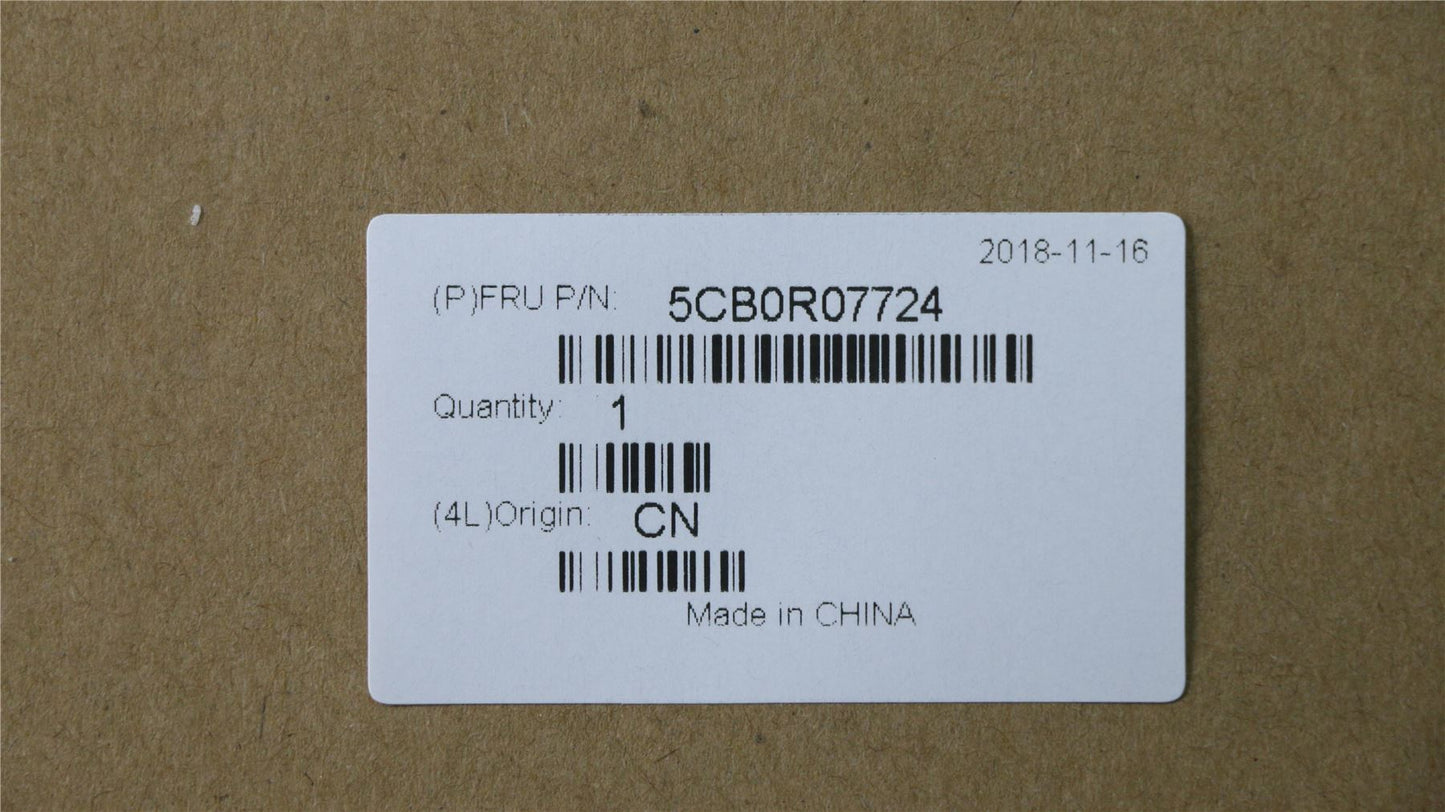 2018-11-16
(P)FRU P/N: 5CB0R07724
Quantity: 1
(4L)Origin: CN
Made in CHINA